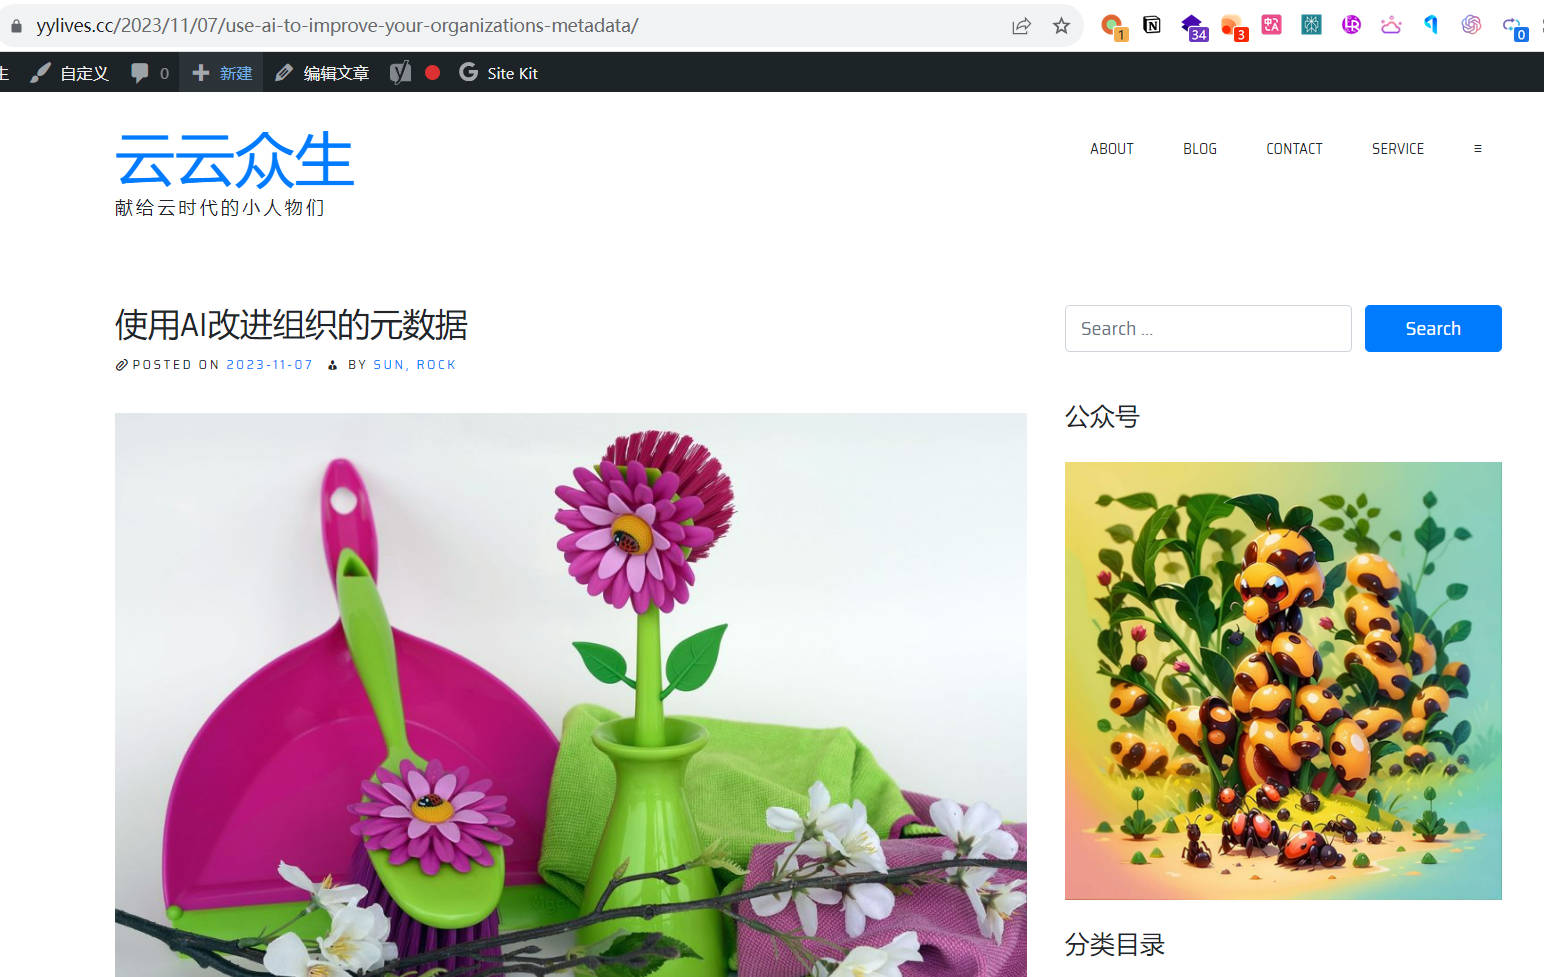 yylives.cc/2023/11/07/use-ai-to-improve-your-organizations-metadata/
1
34
3
0
自定义 0 新建 编辑文章 Site Kit
云云众生
献给云时代的小人物们
ABOUT BLOG CONTACT SERVICE ≡
使用AI改进组织的元数据
POSTED ON 2023-11-07 BY SUN, ROCK
Search ...
Search
公众号
分类目录